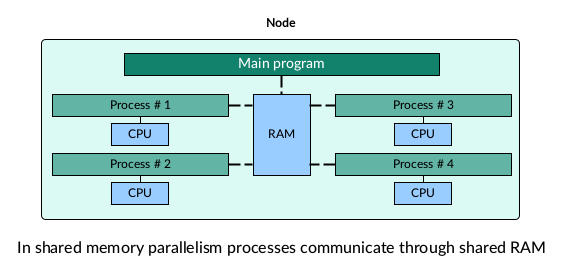 Node
Main program
Process # 1
RAM
Process # 3
CPU
CPU
Process # 2
Process # 4
CPU
CPU
In shared memory parallelism processes communicate through shared RAM